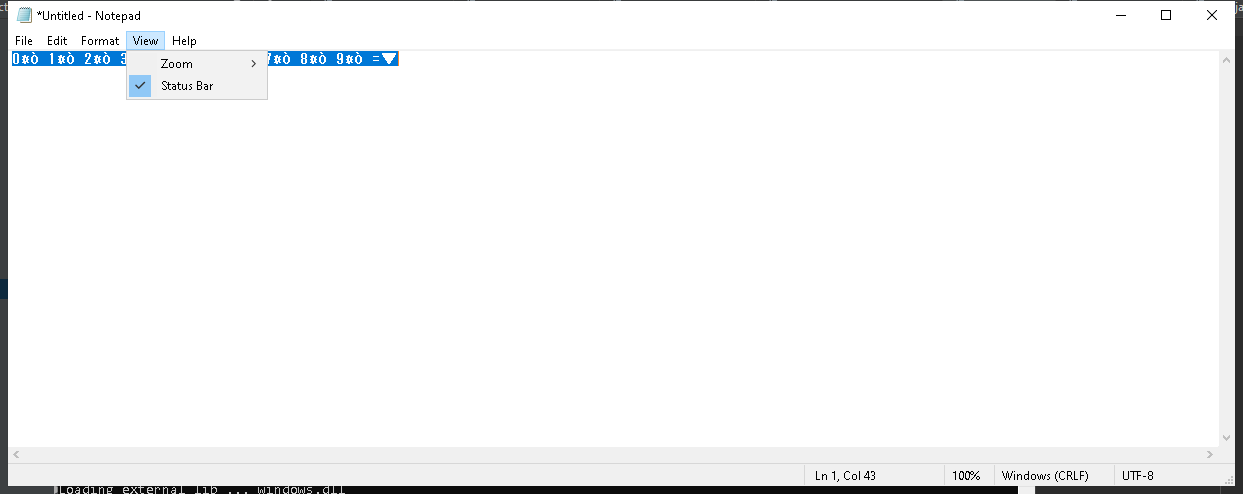 *Untitled - Notepad
File Edit Format View Help
0¤ò 1¤ò 2¤ò 3 7¤ò 8¤ò 9¤ò =▼
Zoom
Status Bar
Ln 1, Col 43 100% Windows (CRLF) UTF-8
Loading external lib ... windows.dll